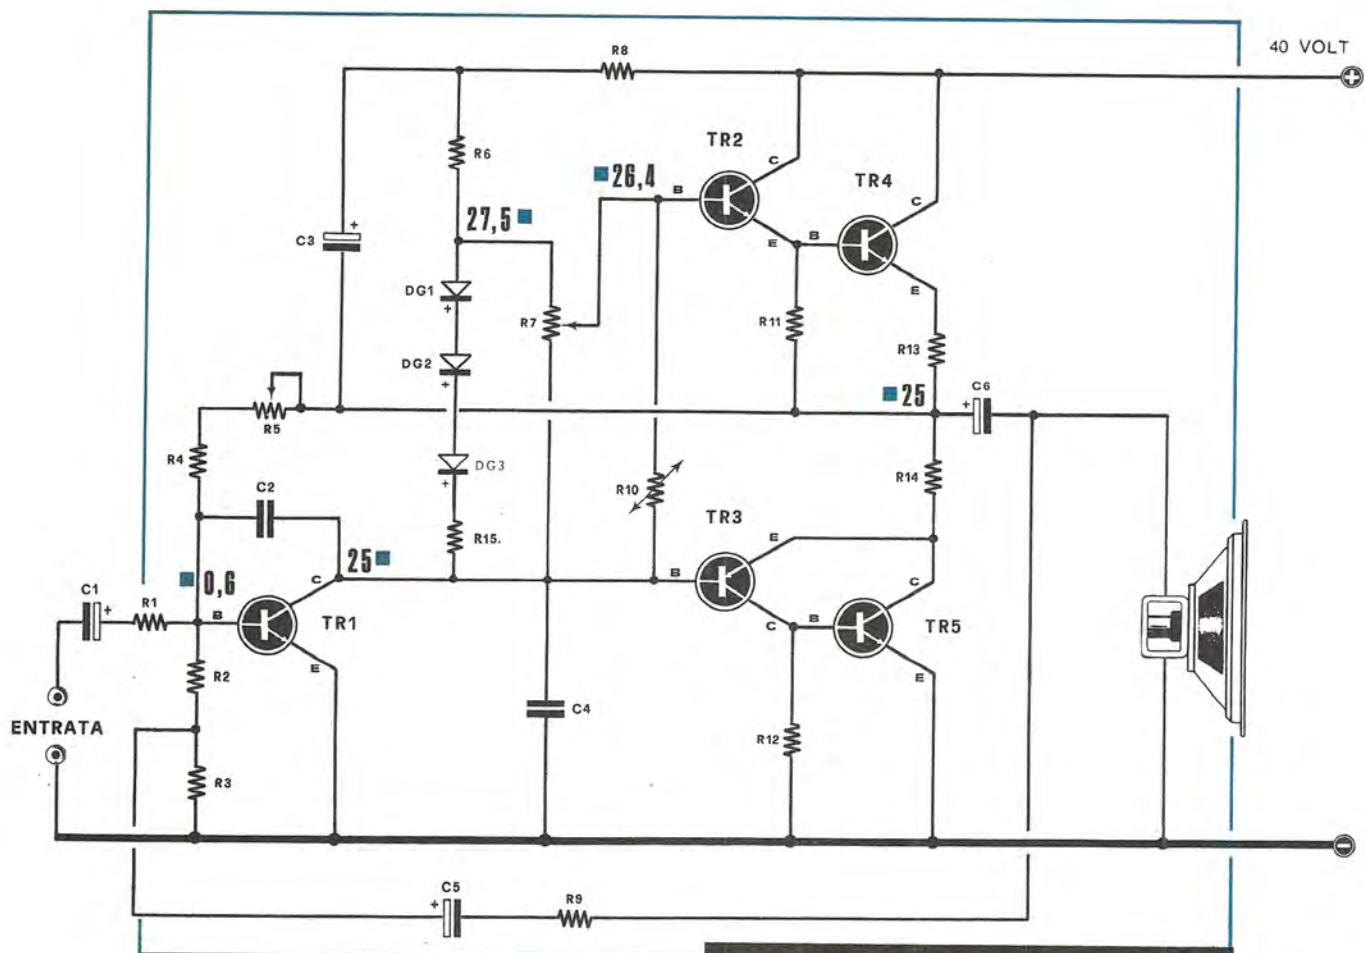 40 VOLT
R8
TR2
R6
26,4
C
TR4
B
27,5
C
C3
+
E
B
DG1
+
E
R7
R11
R13
DG2
+
25
C6
+
R5
R4
DG3
+
R10
R14
C2
TR3
R15.
E
25
C
B
C
0,6
C1
+
R1
B
TR1
C
B
TR5
E
E
R2
C4
ENTRATA
R12
R3
C5
+
R9